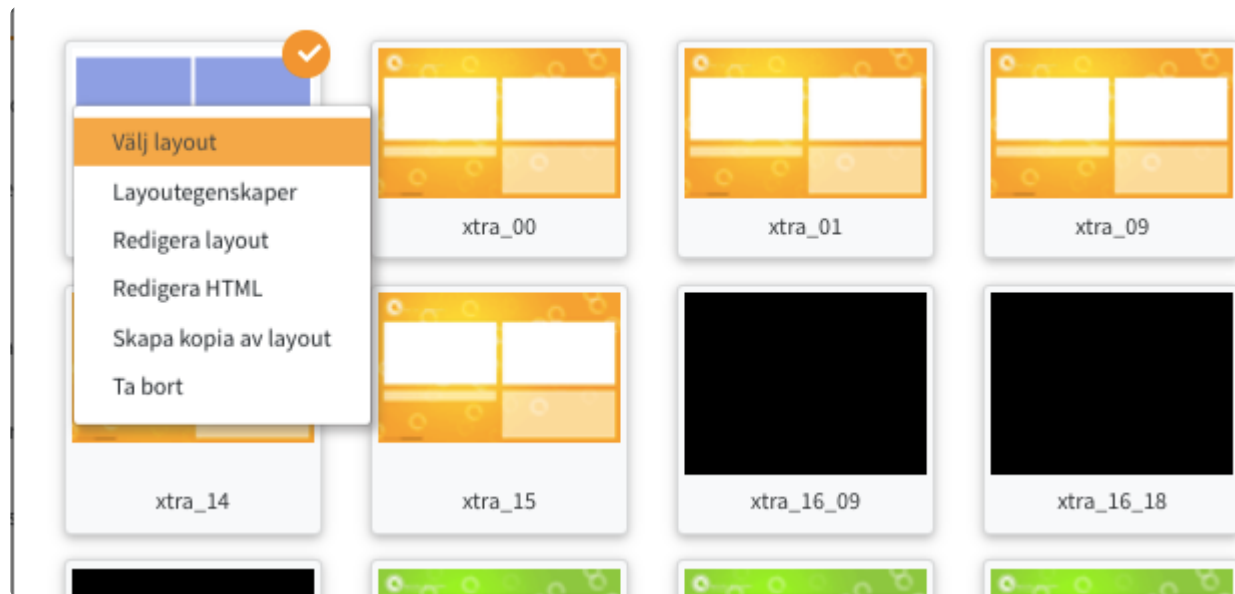 Välj layout
Layoutegenskaper
Redigera layout
Redigera HTML
Skapa kopia av layout
Ta bort
xtra_00
xtra_01
xtra_09
xtra_14
xtra_15
xtra_16_09
xtra_16_18